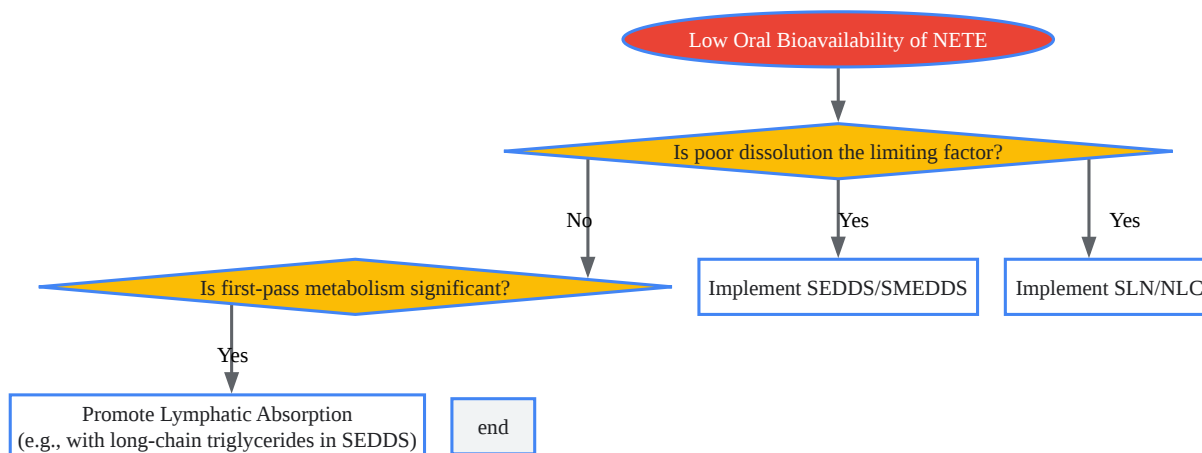 Low Oral Bioavailability of NETE
Is poor dissolution the limiting factor?
No
Yes
Yes
Is first-pass metabolism significant?
Implement SEDDS/SMEDDS
Implement SLN/NLC
Yes
Promote Lymphatic Absorption
(e.g., with long-chain triglycerides in SEDDS)
end